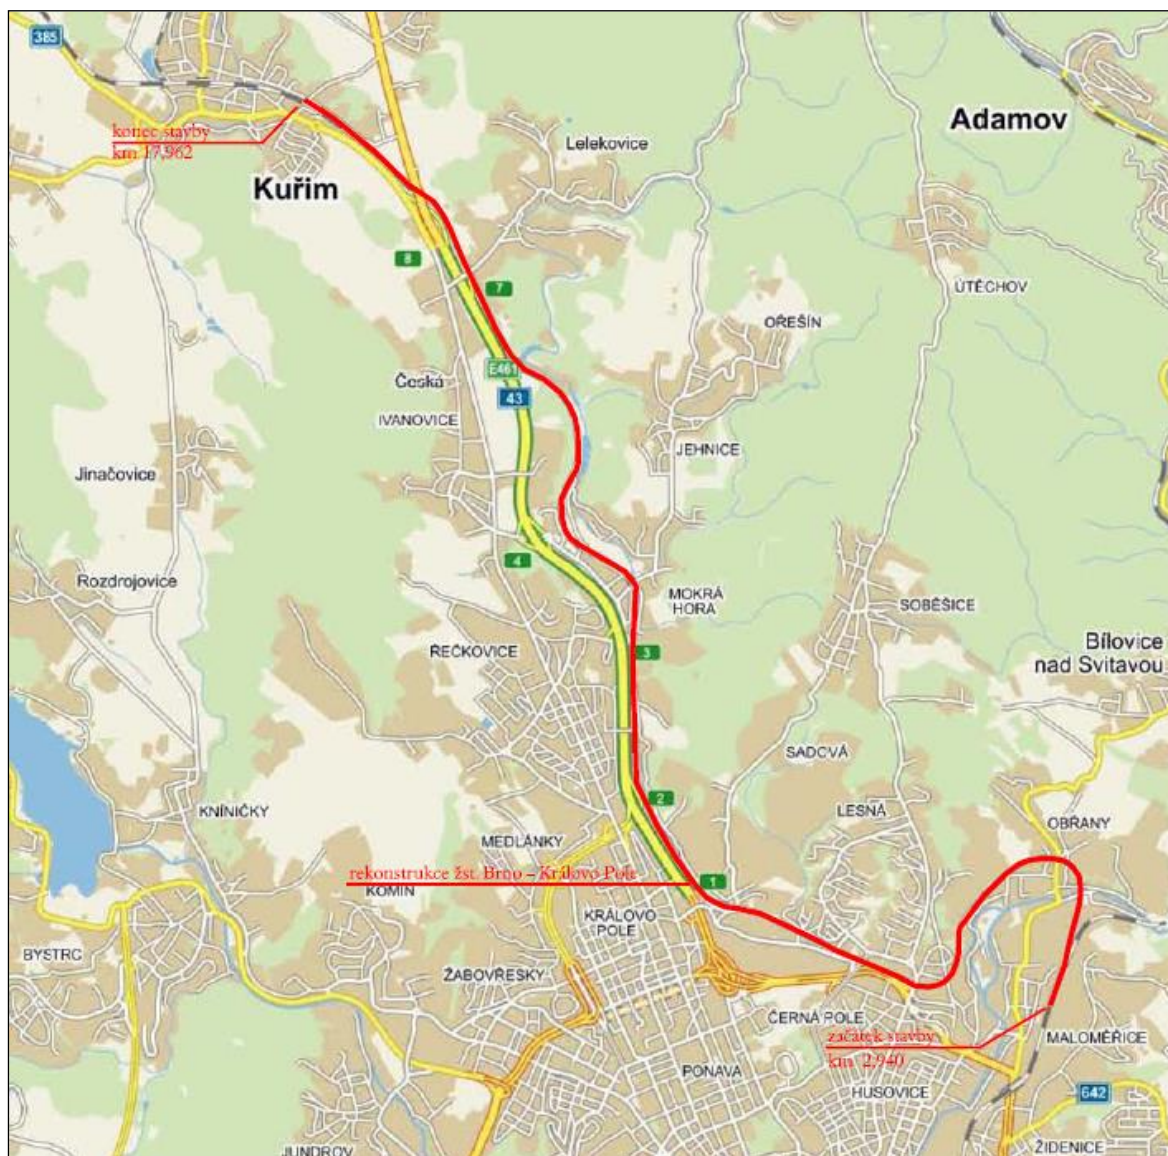 385
konec stavby
km 17,962
Adamov
Lelekovice
Kuřim
8
7
ÚTĚCHOV
OŘEŠÍN
E461
Česká
43
IVANOVICE
JEHNICE
Jinačovice
4
Rozdrojovice
MOKRÁ
HORA
SOBĚŠICE
Bílovice
nad Svitavou
ŘEČKOVICE
3
SADOVÁ
2
KNÍNIČKY
LESNÁ
OBŘANY
MEDLÁNKY
rekonstrukce žst. Brno – Královo Pole
1
KOMÍN
KRÁLOVO
POLE
BYSTRC
ŽABOVŘESKY
ČERNÁ POLE
začátek stavby
km 2,940
MALOMĚŘICE
PONAVA
HUSOVICE
642
JUNDROV
ŽIDENICE